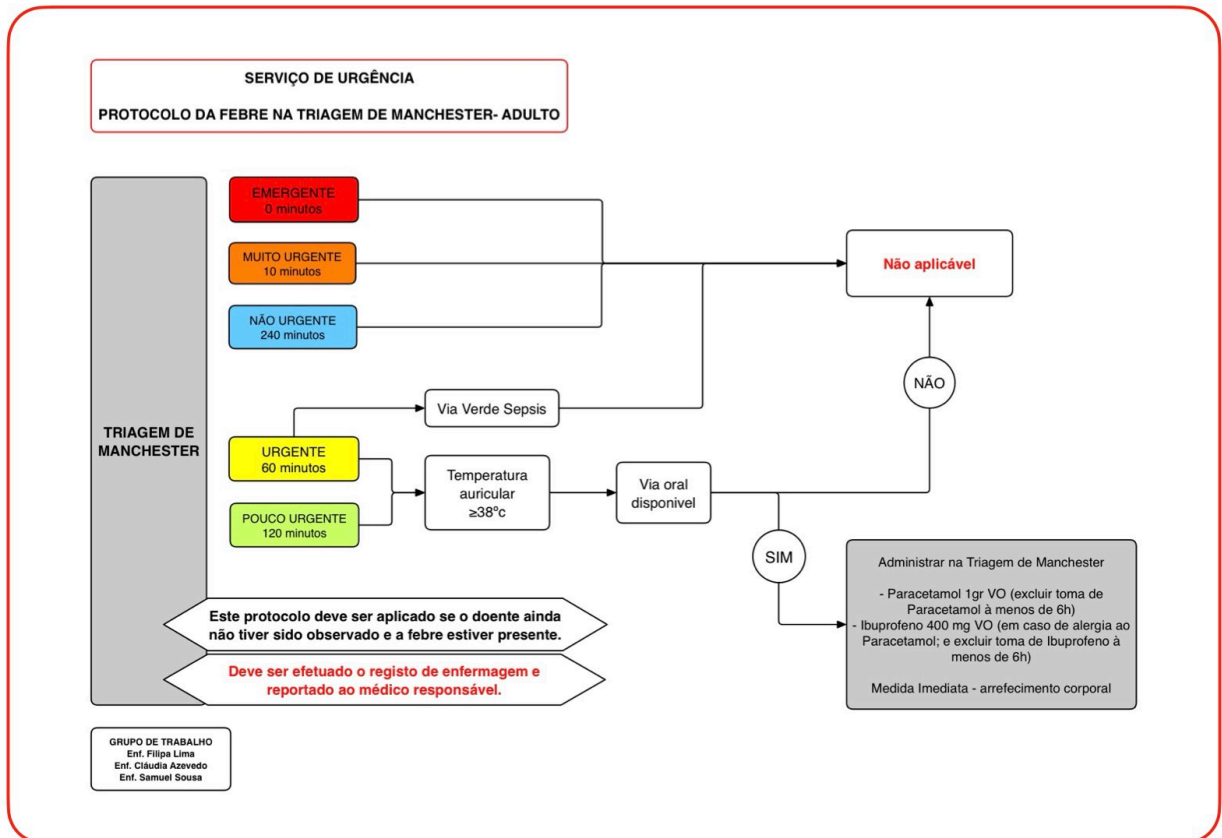 SERVIÇO DE URGÊNCIA
PROTOCOLO DA FEBRE NA TRIAGEM DE MANCHESTER- ADULTO
TRIAGEM DE
MANCHESTER
EMERGENTE
0 minutos
MUITO URGENTE
10 minutos
NÃO URGENTE
240 minutos
Não aplicável
NÃO
Via Verde Sepsis
URGENTE
60 minutos
POUCO URGENTE
120 minutos
Temperatura
auricular
≥38ºc
Via oral
disponivel
SIM
Administrar na Triagem de Manchester
- Paracetamol 1gr VO (excluir toma de
Paracetamol à menos de 6h)
- Ibuprofeno 400 mg VO (em caso de alergia ao
Paracetamol; e excluir toma de Ibuprofeno à
menos de 6h)
Medida Imediata - arrefecimento corporal
Este protocolo deve ser aplicado se o doente ainda
não tiver sido observado e a febre estiver presente.
Deve ser efetuado o registo de enfermagem e
reportado ao médico responsável.
GRUPO DE TRABALHO
Enf. Filipa Lima
Enf. Cláudia Azevedo
Enf. Samuel Sousa